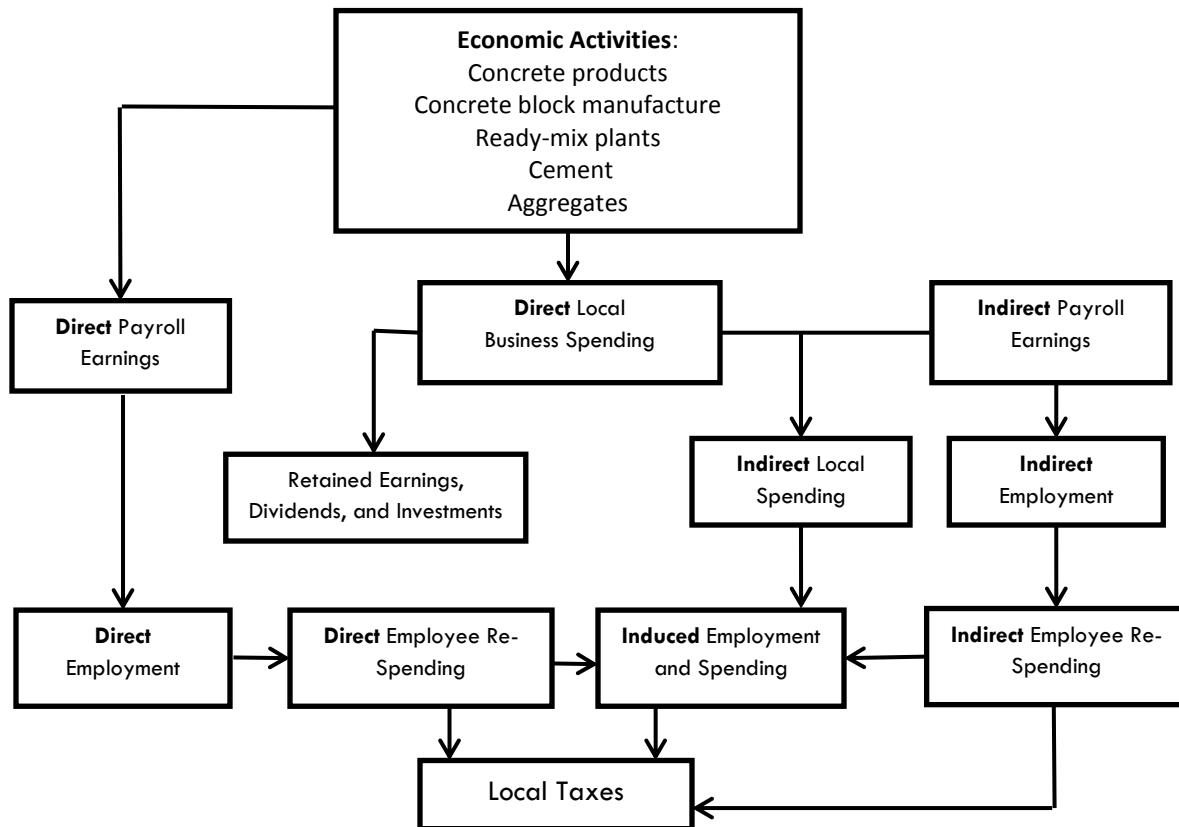 Economic Activities:
Concrete products
Concrete block manufacture
Ready-mix plants
Cement
Aggregates
Direct Payroll
Earnings
Direct Local
Business Spending
Indirect Payroll
Earnings
Retained Earnings,
Dividends, and Investments
Indirect Local
Spending
Indirect
Employment
Direct
Employment
Direct Employee Re-
Spending
Induced Employment
and Spending
Indirect Employee Re-
Spending
Local Taxes